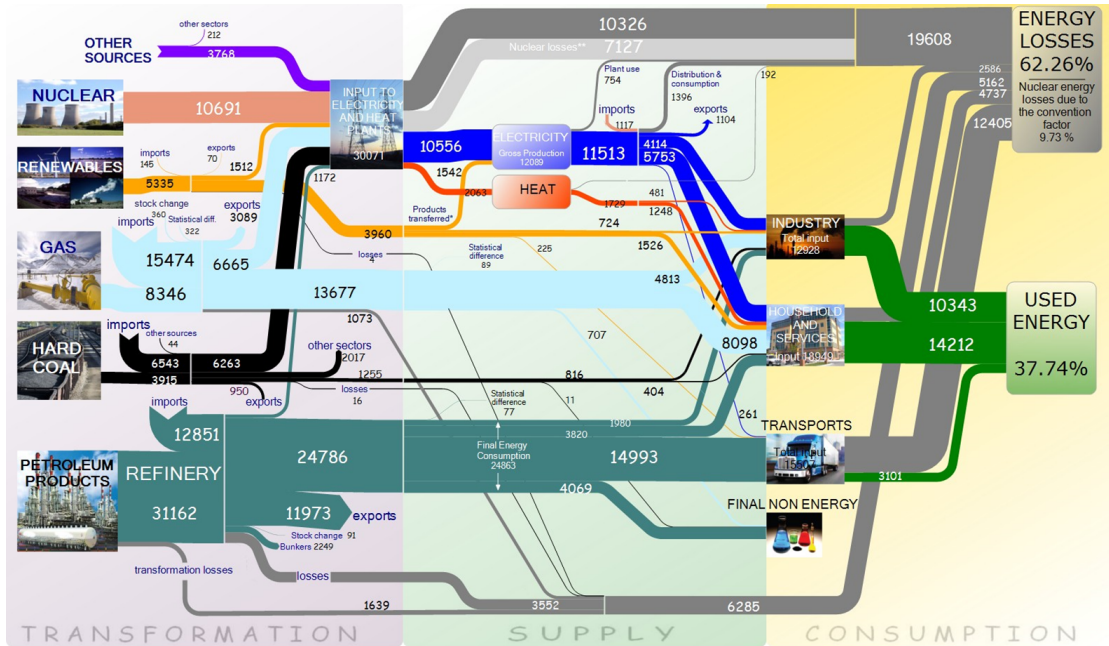 OTHER
SOURCES
other sectors
212
3768
NUCLEAR
10691
RENEWABLES
imports
145
exports
70
1512
5335
stock change
360
Statistical diff.
322
exports
3089
imports
GAS
15474
6665
8346
13677
1073
imports
other sources
44
HARD
COAL
6543
6263
3915
950
exports
other sectors
2017
1255
losses
16
imports
12851
PETROLEUM
PRODUCTS
REFINERY
31162
24786
11973
exports
Stock change 91
Bunkers 2249
transformation losses
losses
1639
INPUT TO
ELECTRICITY
AND HEAT
PLANTS
30071
1172
3960
losses
4
10326
Nuclear losses**
7127
Plant use
754
Distribution &
consumption
1396
192
imports
1117
exports
1104
10556
ELECTRICITY
Gross Production
12089
11513
4114
5753
1542
2063
HEAT
1729
481
1248
Products
transferred*
724
1526
Statistical
difference
89
225
4813
707
8098
816
404
11
Statistical
difference
77
Final Energy
Consumption
24863
1980
3820
14993
4069
261
3552
6285
19608
ENERGY
LOSSES
62.26%
Nuclear energy
losses due to
the convention
factor
9.73 %
2586
5162
4737
12405
INDUSTRY
Total input
12928
HOUSEHOLD
AND
SERVICES
Input 18949
TRANSPORTS
Total input
FINAL NON ENERGY
10343
14212
3101
USED
ENERGY
37.74%
TRANSFORMATION
SUPPLY
CONSUMPTION